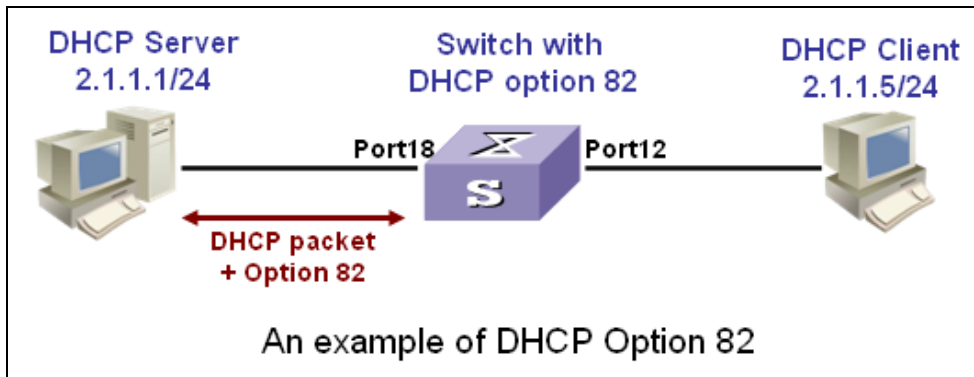 DHCP Server
2.1.1.1/24
Switch with
DHCP option 82
DHCP Client
2.1.1.5/24
Port18
Port12
S
DHCP packet
+ Option 82
An example of DHCP Option 82